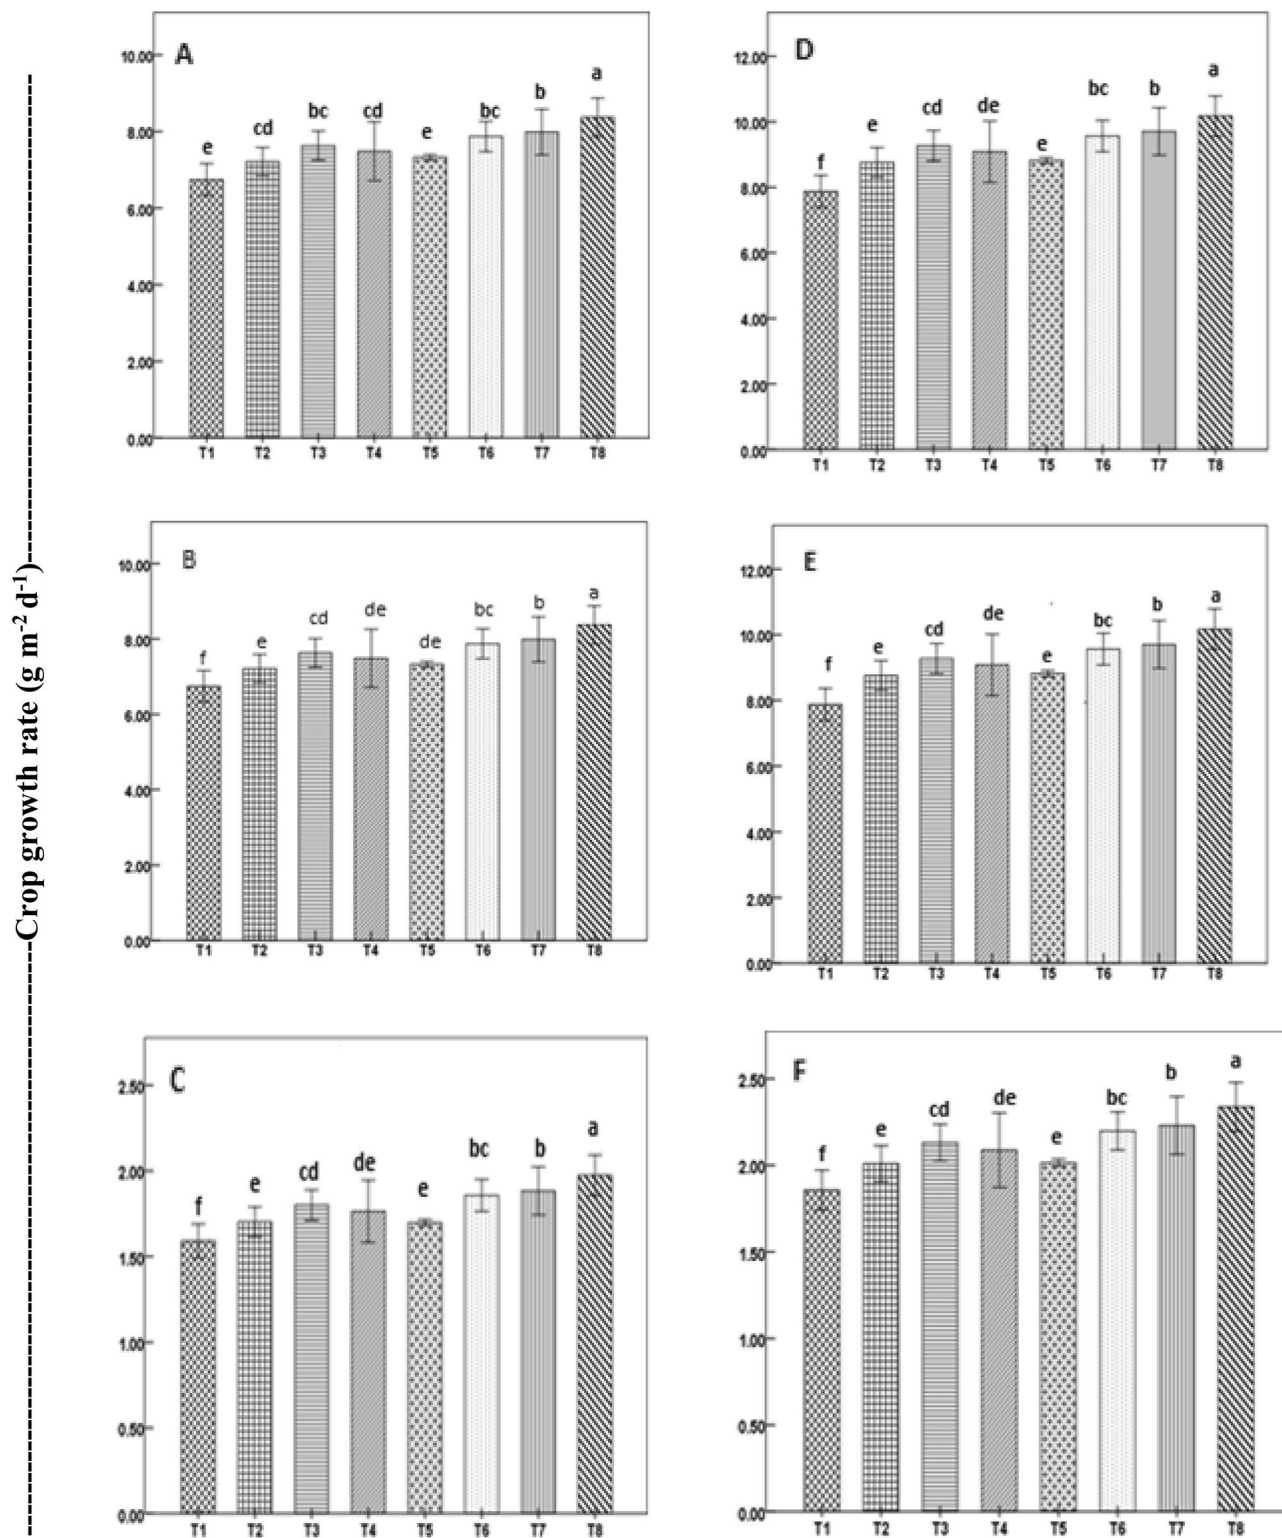 Crop growth rate (g m⁻² d⁻¹)
A
10.00
8.00
6.00
4.00
2.00
0.00
e cd bc cd e bc b a
T1 T2 T3 T4 T5 T6 T7 T8
D
12.00
10.00
8.00
6.00
4.00
2.00
0.00
f e cd de e bc b a
T1 T2 T3 T4 T5 T6 T7 T8
B
10.00
8.00
6.00
4.00
2.00
0.00
f e cd de de bc b a
T1 T2 T3 T4 T5 T6 T7 T8
E
12.00
10.00
8.00
6.00
4.00
2.00
0.00
f e cd de e bc b a
T1 T2 T3 T4 T5 T6 T7 T8
C
2.50
2.00
1.50
1.00
0.50
0.00
f e cd de e bc b a
T1 T2 T3 T4 T5 T6 T7 T8
F
2.50
2.00
1.50
1.00
0.50
0.00
f e cd de e bc b a
T1 T2 T3 T4 T5 T6 T7 T8